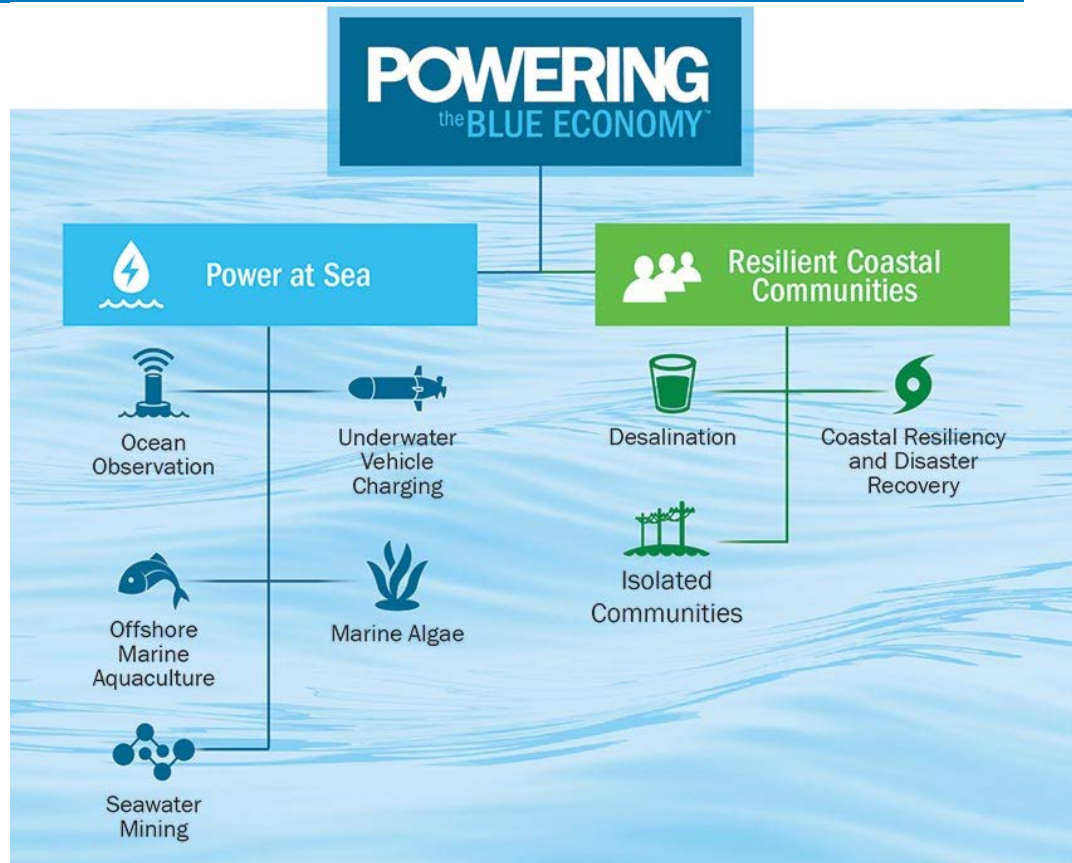 POWERING
the BLUE ECONOMY™
Power at Sea
Resilient Coastal
Communities
Ocean
Observation
Underwater
Vehicle
Charging
Desalination
Coastal Resiliency
and Disaster
Recovery
Offshore
Marine
Aquaculture
Marine Algae
Isolated
Communities
Seawater
Mining